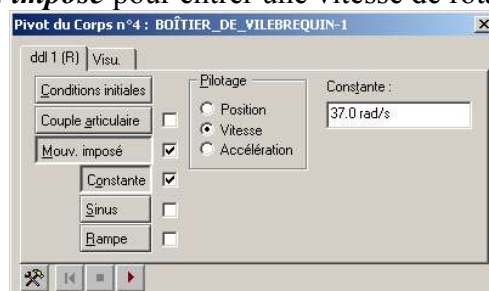 imposé pour entrer une vitesse de
Pivot du Corps n°4 : BOÎTIER_DE_VILEBREQUIN-1
ddl 1 (R) Visu.
Conditions initiales
Couple articulaire
Mouv. imposé
Constante
Sinus
Rampe
Pilotage
Position
Vitesse
Accélération
Constante :
37.0 rad/s